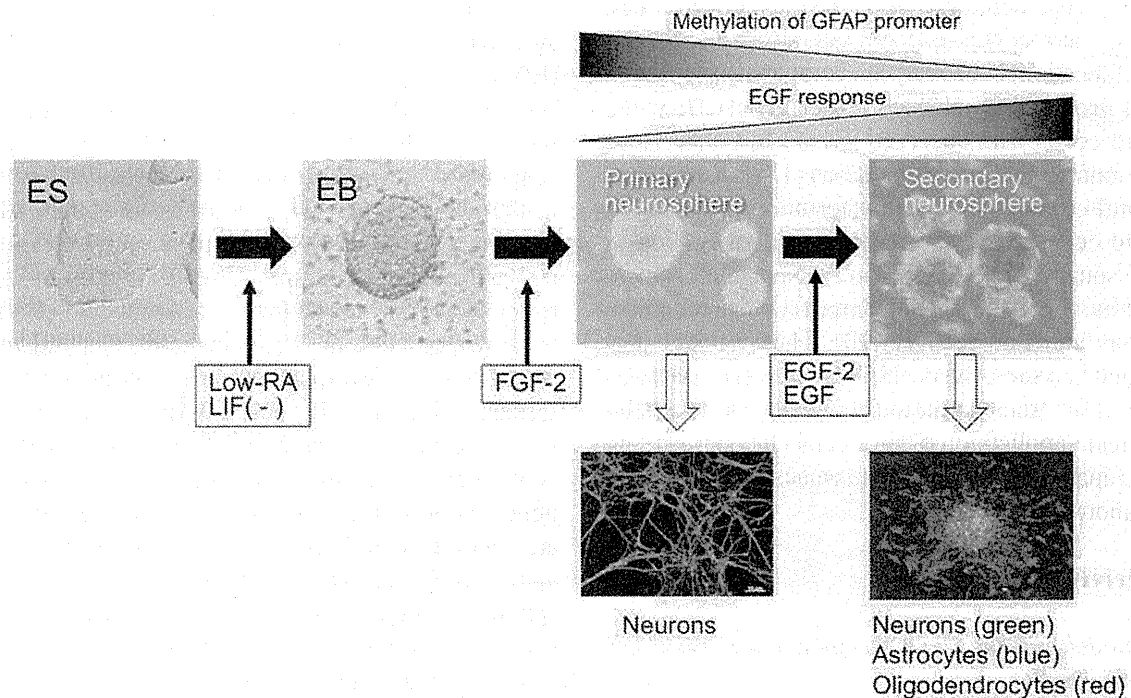 Methylation of GFAP promoter
EGF response
ES
EB
Primary
neurosphere
Secondary
neurosphere
Low-RA
LIF( - )
FGF-2
FGF-2
EGF
Neurons
Neurons (green)
Astrocytes (blue)
Oligodendrocytes (red)